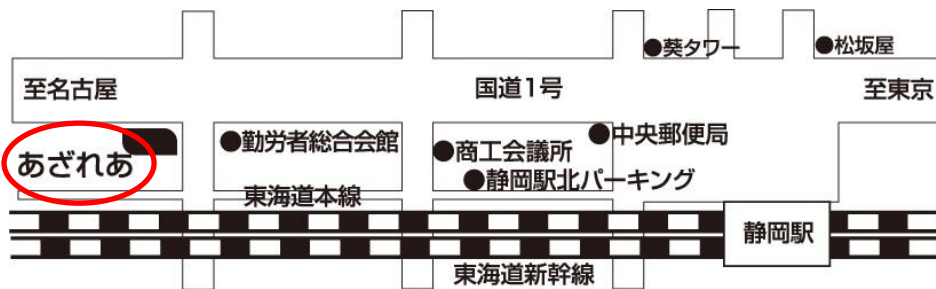 ●葵タワー
●松坂屋
至名古屋
国道1号
至東京
あざれあ
●勤労者総合会館
●商工会議所
●中央郵便局
●静岡駅北パーキング
東海道本線
静岡駅
東海道新幹線